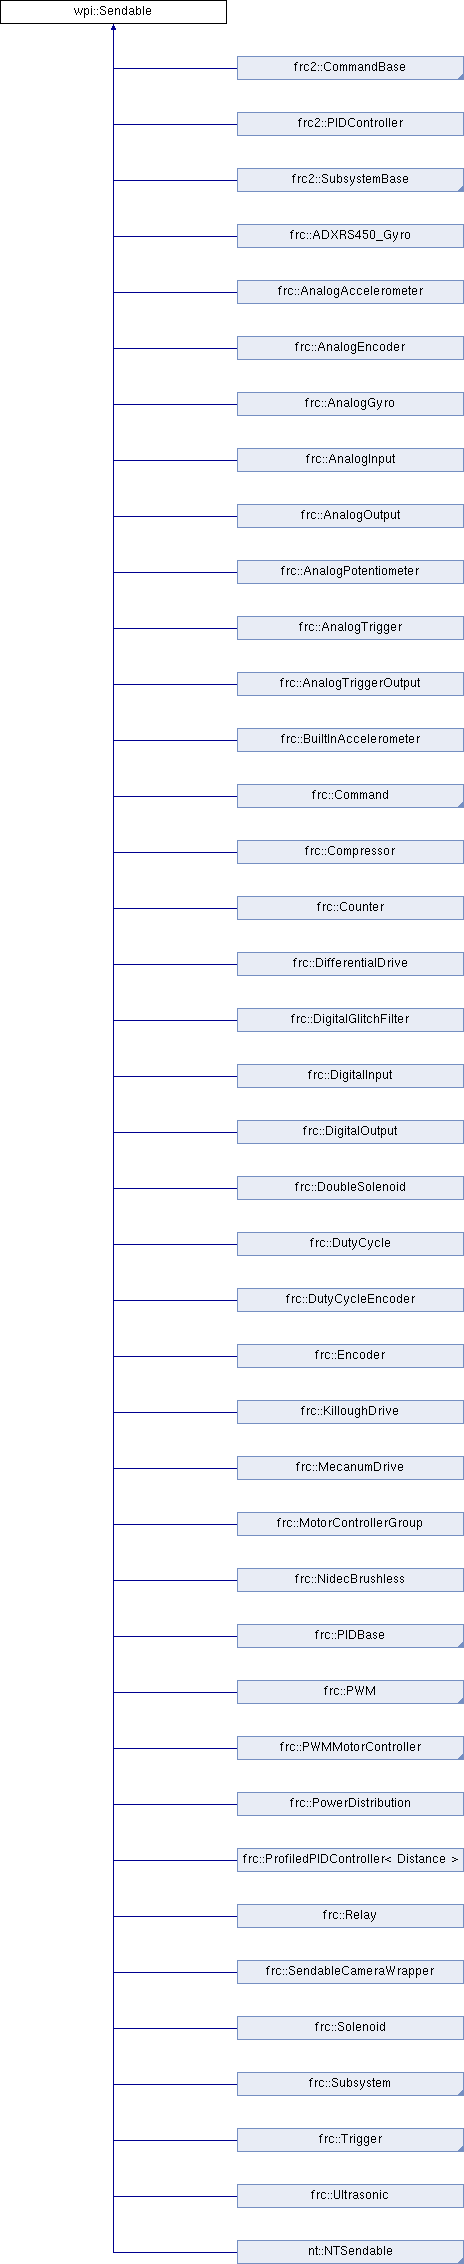 wpi::Sendable
frc2::CommandBase
frc2::PIDController
frc2::SubsystemBase
frc::ADXRS450_Gyro
frc::AnalogAccelerometer
frc::AnalogEncoder
frc::AnalogGyro
frc::AnalogInput
frc::AnalogOutput
frc::AnalogPotentiometer
frc::AnalogTrigger
frc::AnalogTriggerOutput
frc::BuiltInAccelerometer
frc::Command
frc::Compressor
frc::Counter
frc::DifferentialDrive
frc::DigitalGlitchFilter
frc::DigitalInput
frc::DigitalOutput
frc::DoubleSolenoid
frc::DutyCycle
frc::DutyCycleEncoder
frc::Encoder
frc::KilloughDrive
frc::MecanumDrive
frc::MotorControllerGroup
frc::NidecBrushless
frc::PIDBase
frc::PWM
frc::PWMMotorController
frc::PowerDistribution
frc::ProfiledPIDController< Distance >
frc::Relay
frc::SendableCameraWrapper
frc::Solenoid
frc::Subsystem
frc::Trigger
frc::Ultrasonic
nt::NTSendable